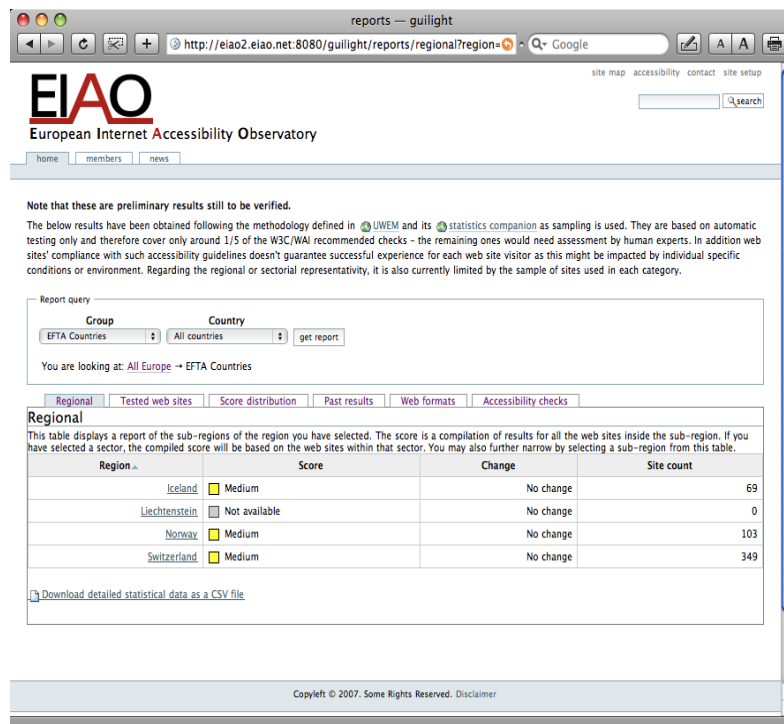 reports — guilight
http://eiao2.eiao.net:8080/guilight/reports/regional?region=
Google
A A
site map accessibility contact site setup
EIAO
search
European Internet Accessibility Observatory
home members news
Note that these are preliminary results still to be verified.
The below results have been obtained following the methodology defined in UWEM and its statistics companion as sampling is used. They are based on automatic
testing only and therefore cover only around 1/5 of the W3C/WAI recommended checks - the remaining ones would need assessment by human experts. In addition web
sites' compliance with such accessibility guidelines doesn't guarantee successful experience for each web site visitor as this might be impacted by individual specific
conditions or environment. Regarding the regional or sectorial representativity, it is also currently limited by the sample of sites used in each category.
Report query
Group Country
EFTA Countries All countries get report
You are looking at: All Europe → EFTA Countries
Regional Tested web sites Score distribution Past results Web formats Accessibility checks
Regional
This table displays a report of the sub-regions of the region you have selected. The score is a compilation of results for all the web sites inside the sub-region. If you
have selected a sector, the compiled score will be based on the web sites within that sector. You may also further narrow by selecting a sub-region from this table.
Region Score Change Site count
Iceland Medium No change 69
Liechtenstein Not available No change 0
Norway Medium No change 103
Switzerland Medium No change 349
Download detailed statistical data as a CSV file
Copyleft © 2007. Some Rights Reserved. Disclaimer